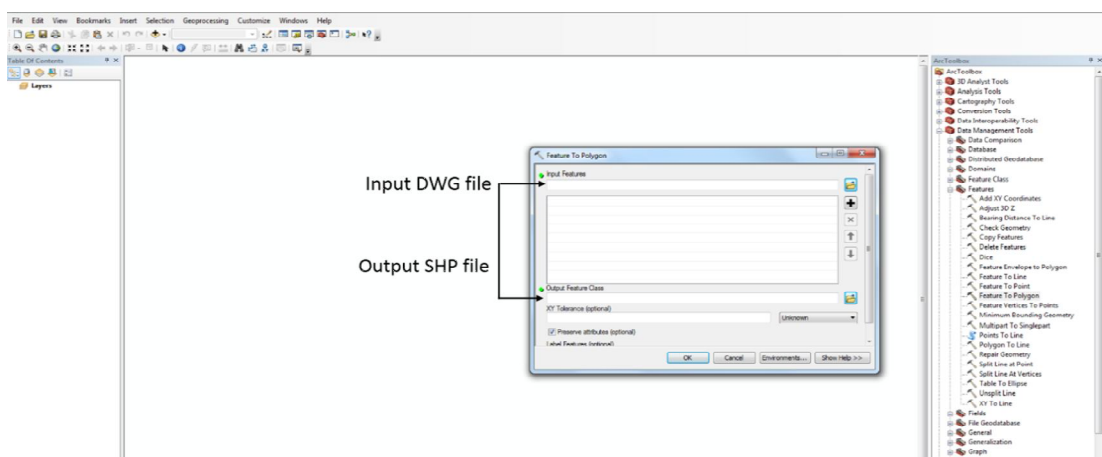 File Edit View Bookmarks Insert Selection Geoprocessing Customize Windows Help
Table Of Contents
Layers
Input DWG file
Output SHP file
Feature To Polygon
Input Features
Output Feature Class
XY Tolerance (optional)
Unknown
Preserve attributes (optional)
Label Features (optional)
OK Cancel Environments... Show Help >>
ArcToolbox
ArcToolbox
3D Analyst Tools
Analysis Tools
Cartography Tools
Conversion Tools
Data Interoperability Tools
Data Management Tools
Data Comparison
Database
Distributed Geodatabase
Domains
Feature Class
Features
Add XY Coordinates
Adjust 3D Z
Bearing Distance To Line
Check Geometry
Copy Features
Delete Features
Dice
Feature Envelope to Polygon
Feature To Line
Feature To Point
Feature To Polygon
Feature Vertices To Points
Minimum Bounding Geometry
Multipart To Singlepart
Points To Line
Polygon To Line
Repair Geometry
Split Line at Point
Split Line At Vertices
Table To Ellipse
Unsplit Line
XY To Line
Fields
File Geodatabase
General
Generalization
Graph